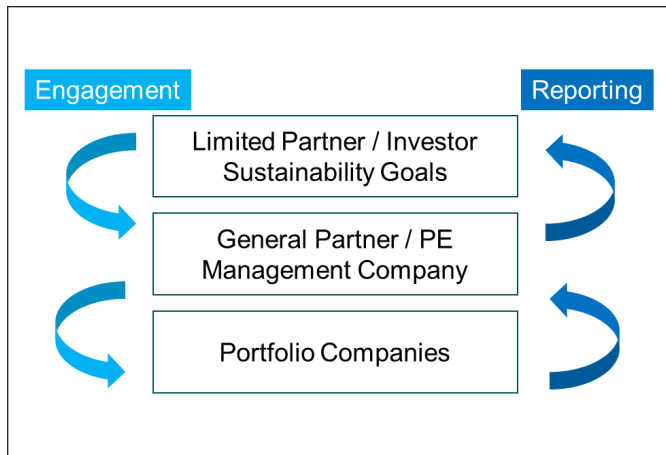 Engagement
Reporting
Limited Partner / Investor
Sustainability Goals
General Partner / PE
Management Company
Portfolio Companies